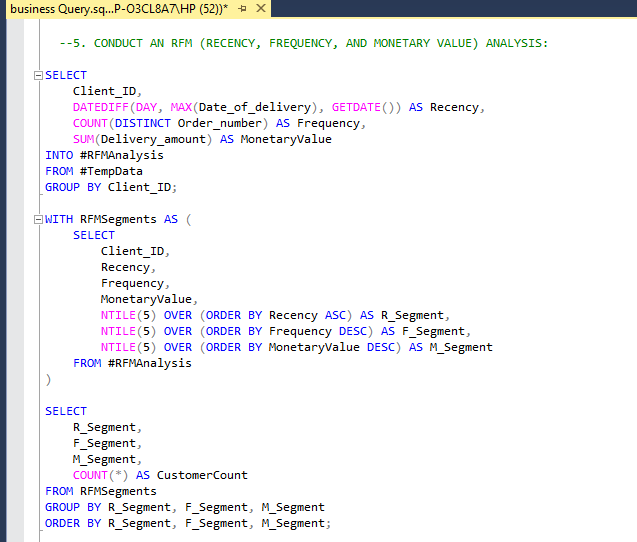 business Query.sq...P-O3CL8A7\HP (52))*
--5. CONDUCT AN RFM (RECENCY, FREQUENCY, AND MONETARY VALUE) ANALYSIS:
SELECT
Client_ID,
DATEDIFF(DAY, MAX(Date_of_delivery), GETDATE()) AS Recency,
COUNT(DISTINCT Order_number) AS Frequency,
SUM(Delivery_amount) AS MonetaryValue
INTO #RFMAnalysis
FROM #TempData
GROUP BY Client_ID;
WITH RFMSegments AS (
SELECT
Client_ID,
Recency,
Frequency,
MonetaryValue,
NTILE(5) OVER (ORDER BY Recency ASC) AS R_Segment,
NTILE(5) OVER (ORDER BY Frequency DESC) AS F_Segment,
NTILE(5) OVER (ORDER BY MonetaryValue DESC) AS M_Segment
FROM #RFMAnalysis
)
SELECT
R_Segment,
F_Segment,
M_Segment,
COUNT(*) AS CustomerCount
FROM RFMSegments
GROUP BY R_Segment, F_Segment, M_Segment
ORDER BY R_Segment, F_Segment, M_Segment;